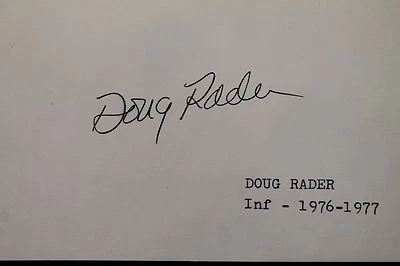 Doug Rader
DOUG RADER
Inf - 1976-1977